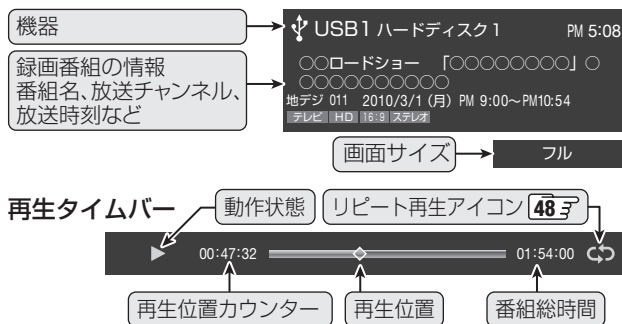 機器
USB1 ハードディスク1 PM 5:08
録画番組の情報
番組名、放送チャンネル、
放送時刻など
○○ロードショー 「○○○○○○○○」○
○○○○○○○○○○
地デジ 011 2010/3/1 (月) PM 9:00~PM10:54
テレビ HD 16:9 ステレオ
画面サイズ フル
再生タイムバー 動作状態 リピート再生アイコン 48
00:47:32 01:54:00
再生位置カウンター 再生位置 番組総時間